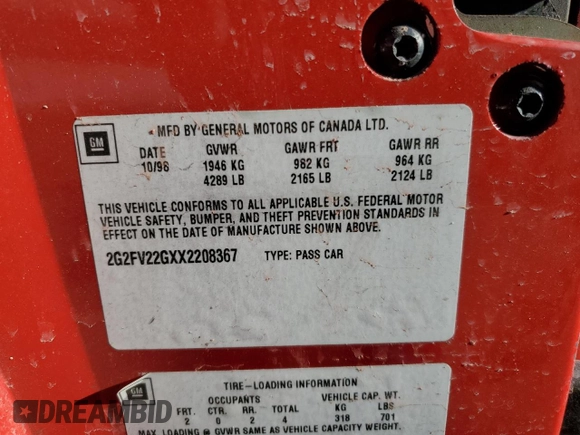 GM
MFD BY GENERAL MOTORS OF CANADA LTD.
DATE GVWR GAWR FRT GAWR RR
10/98 1946 KG 982 KG 964 KG
4289 LB 2165 LB 2124 LB
THIS VEHICLE CONFORMS TO ALL APPLICABLE U.S. FEDERAL MOTOR
VEHICLE SAFETY, BUMPER, AND THEFT PREVENTION STANDARDS IN
EFFECT ON THE DATE OF MANUFACTURE SHOWN ABOVE.
2G2FV22GXX2208367 TYPE: PASS CAR
GM
TIRE-LOADING INFORMATION
OCCUPANTS VEHICLE CAP. WT.
FRT. CTR. RR. TOTAL KG LBS
2 0 2 4 318 701
MAX. LOADING @ GVWR SAME AS VEHICLE CAPACITY WEIGHT.
DREAMBID